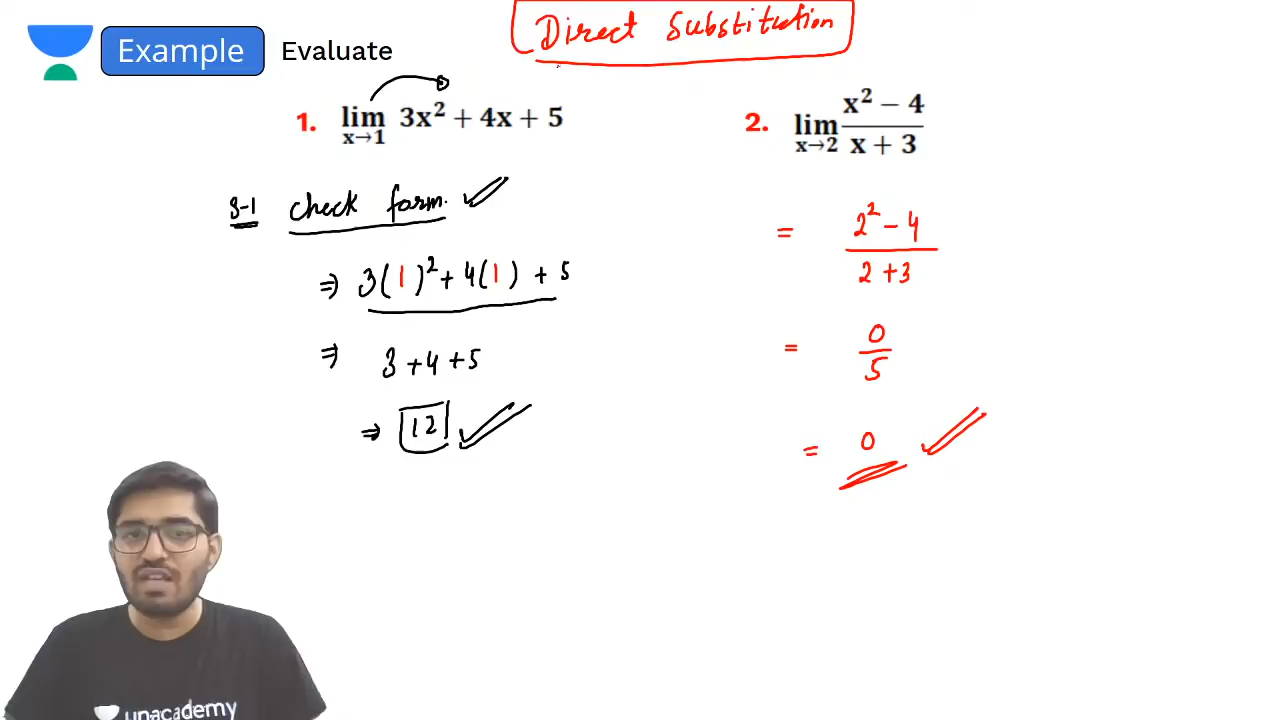 Direct Substitution
Example Evaluate
1. lim x→1 3x² + 4x + 5
S-1 Check form.
⇒ 3(1)² + 4(1) + 5
⇒ 3 + 4 + 5
⇒ 12
2. lim x→2 x² − 4 / x + 3
= 2² − 4 / 2 + 3
= 0 / 5
= 0
unacademy